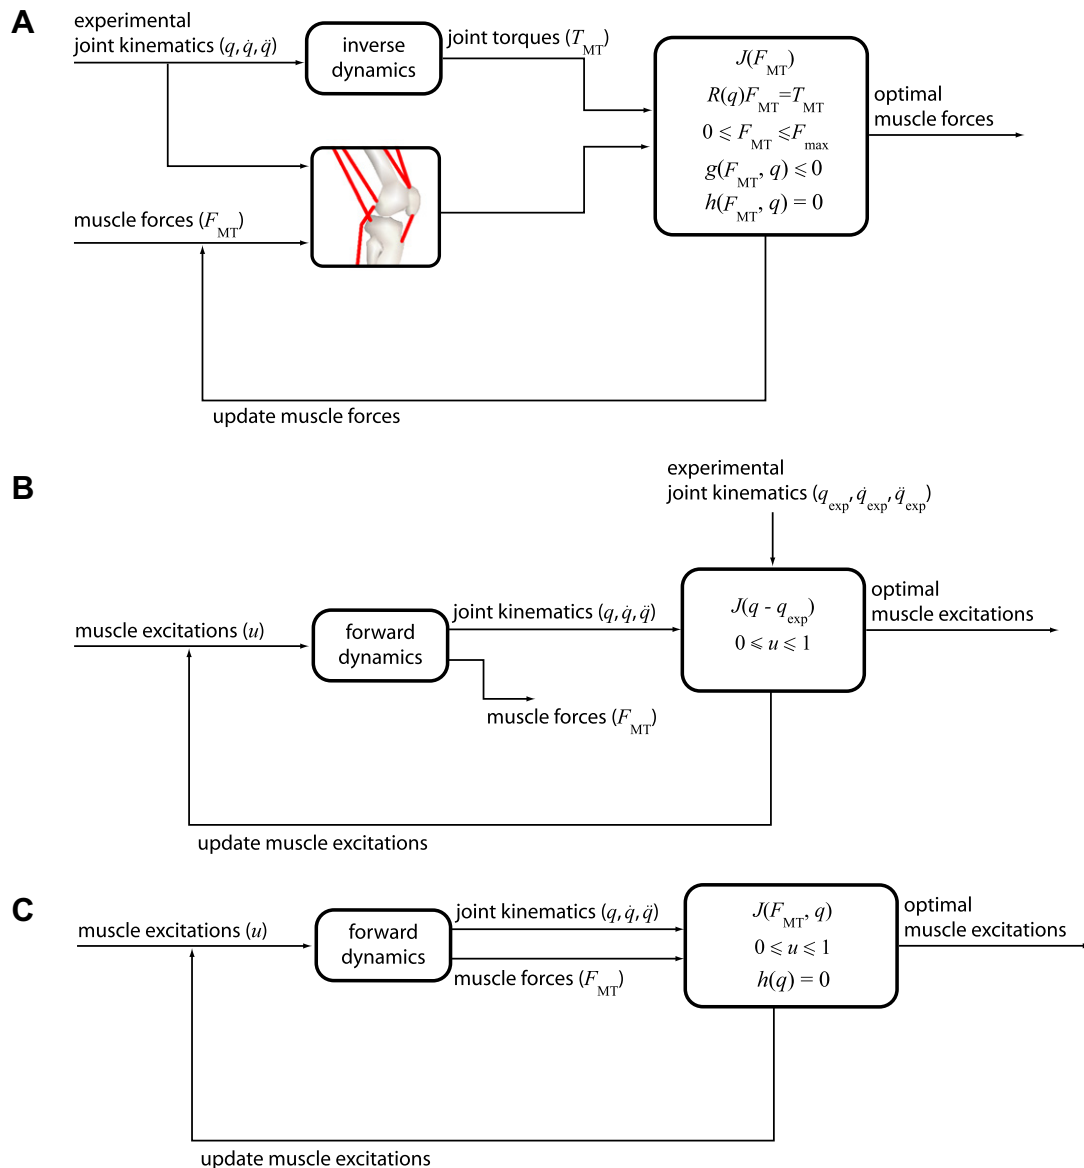 A
experimental
joint kinematics (q, q̇, q̈)
inverse
dynamics
joint torques (T_MT)
J(F_MT)
R(q)F_MT=T_MT
0 ⩽ F_MT ⩽F_max
g(F_MT, q) ⩽ 0
h(F_MT, q) = 0
optimal
muscle forces
muscle forces (F_MT)
update muscle forces
B
experimental
joint kinematics (q_exp, q̇_exp, q̈_exp)
muscle excitations (u)
forward
dynamics
joint kinematics (q, q̇, q̈)
muscle forces (F_MT)
J(q - q_exp)
0 ⩽ u ⩽ 1
optimal
muscle excitations
update muscle excitations
C
muscle excitations (u)
forward
dynamics
joint kinematics (q, q̇, q̈)
muscle forces (F_MT)
J(F_MT, q)
0 ⩽ u ⩽ 1
h(q) = 0
optimal
muscle excitations
update muscle excitations